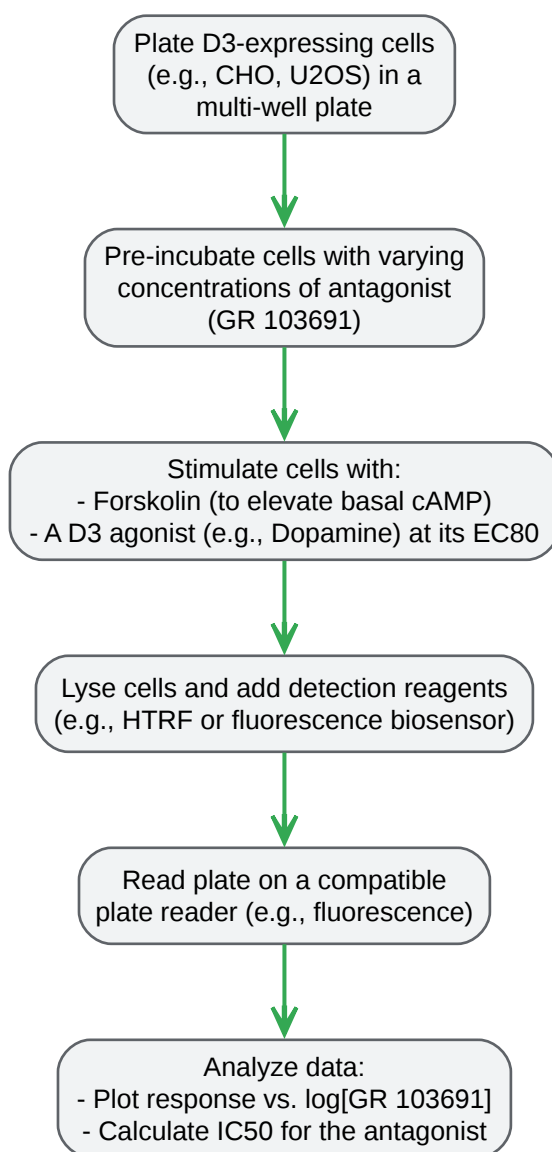 Plate D3-expressing cells
(e.g., CHO, U2OS) in a
multi-well plate
Pre-incubate cells with varying
concentrations of antagonist
(GR 103691)
Stimulate cells with:
- Forskolin (to elevate basal cAMP)
- A D3 agonist (e.g., Dopamine) at its EC80
Lyse cells and add detection reagents
(e.g., HTRF or fluorescence biosensor)
Read plate on a compatible
plate reader (e.g., fluorescence)
Analyze data:
- Plot response vs. log[GR 103691]
- Calculate IC50 for the antagonist